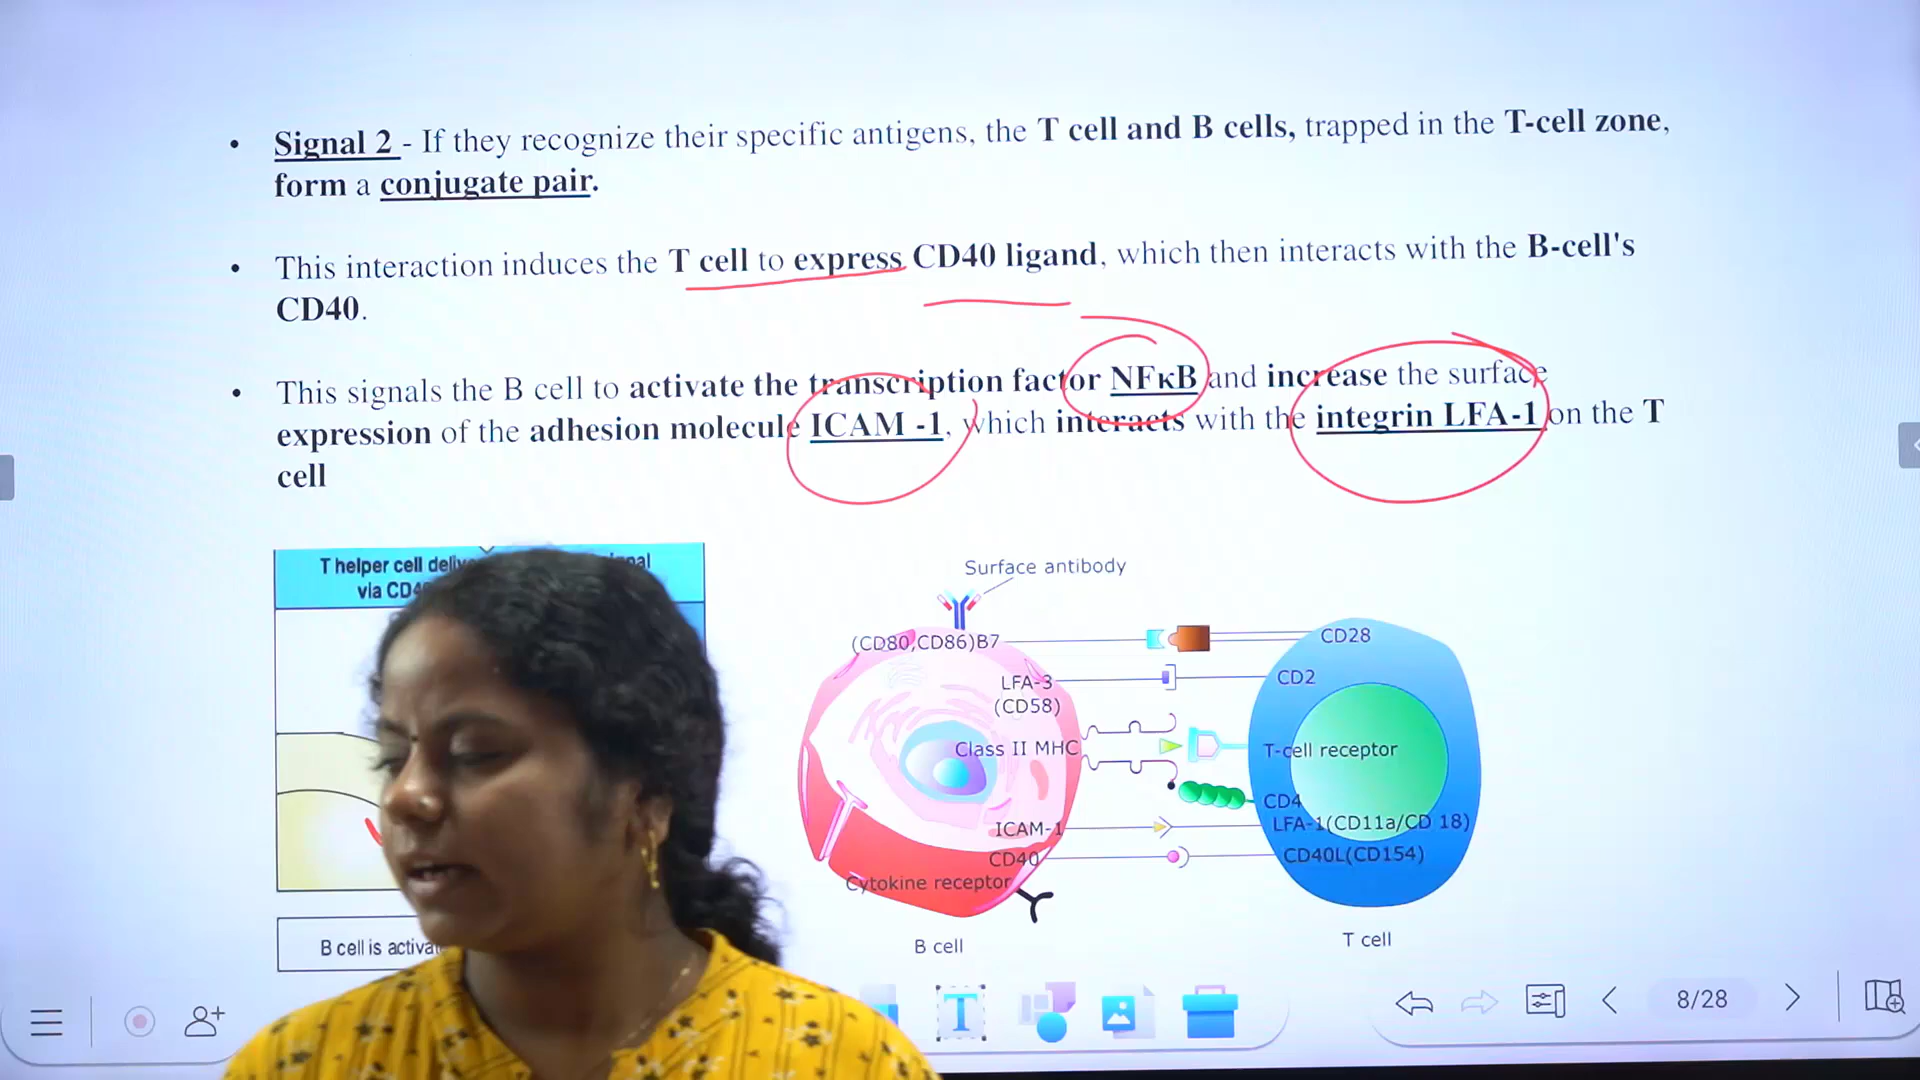 • Signal 2 - If they recognize their specific antigens, the T cell and B cells, trapped in the T-cell zone,
form a conjugate pair.
• This interaction induces the T cell to express CD40 ligand, which then interacts with the B-cell's
CD40.
• This signals the B cell to activate the transcription factor NFκB and increase the surface
expression of the adhesion molecule ICAM -1, which interacts with the integrin LFA-1 on the T
cell
T helper cell
via
B cell is
Surface antibody
(CD80,CD86)B7
CD28
LFA-3
(CD58)
CD2
Class II MHC
T-cell receptor
CD4
ICAM-1
LFA-1(CD11a/CD 18)
CD40
CD40L(CD154)
Cytokine receptor
B cell
T cell
T
8/28